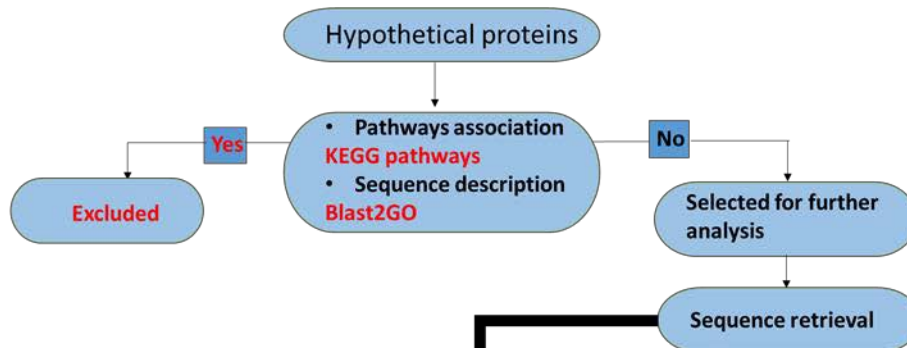 Hypothetical proteins
• Pathways association
KEGG pathways
• Sequence description
Blast2GO
Yes
No
Excluded
Selected for further
analysis
Sequence retrieval